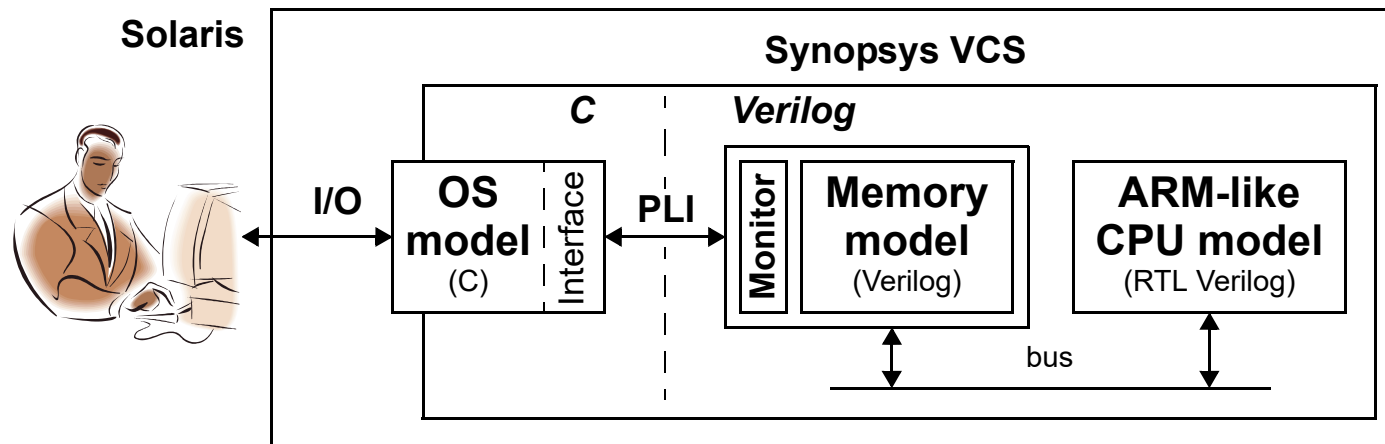 Solaris
Synopsys VCS
C
Verilog
I/O
OS
model
(C)
Interface
PLI
Monitor
Memory
model
(Verilog)
ARM-like
CPU model
(RTL Verilog)
bus